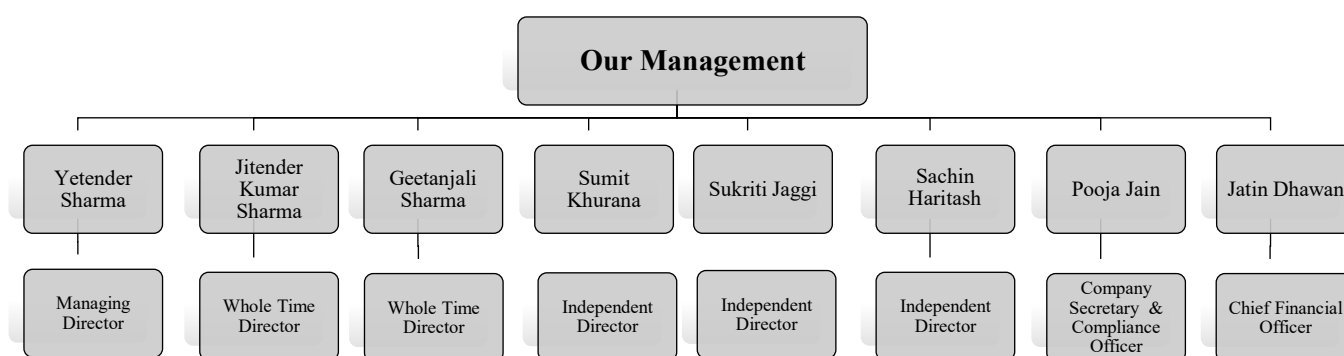 Our Management
Yetender
Sharma
Jitender
Kumar
Sharma
Geetanjali
Sharma
Sumit
Khurana
Sukriti Jaggi
Sachin
Haritash
Pooja Jain
Jatin Dhawan
Managing
Director
Whole Time
Director
Whole Time
Director
Independent
Director
Independent
Director
Independent
Director
Company
Secretary &
Compliance
Officer
Chief Financial
Officer